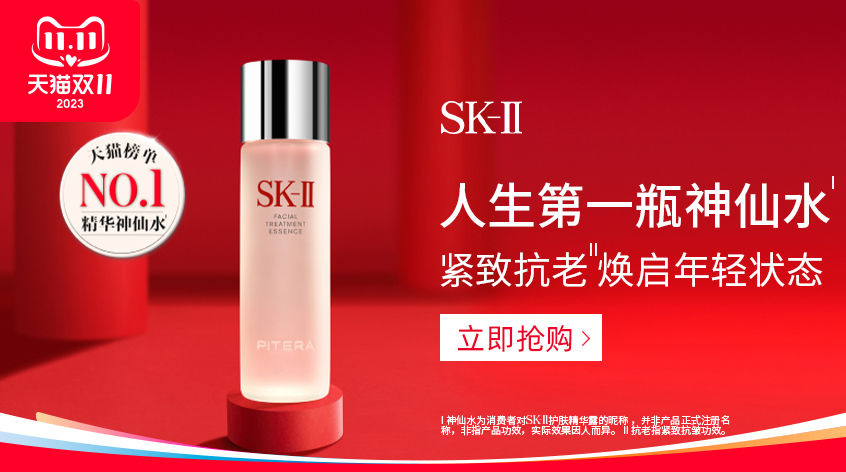 11.11
天猫双11
2023
天猫榜单
NO.1
精华神仙水I
SK-II
FACIAL
TREATMENT
ESSENCE
PITERA
SK-II
人生第一瓶神仙水I
紧致抗老II焕启年轻状态
立即抢购 >
I 神仙水为消费者对SK-II护肤精华露的昵称，并非产品正式注册名
称，非指产品功效，实际效果因人而异。 II 抗老指紧致抗皱功效。